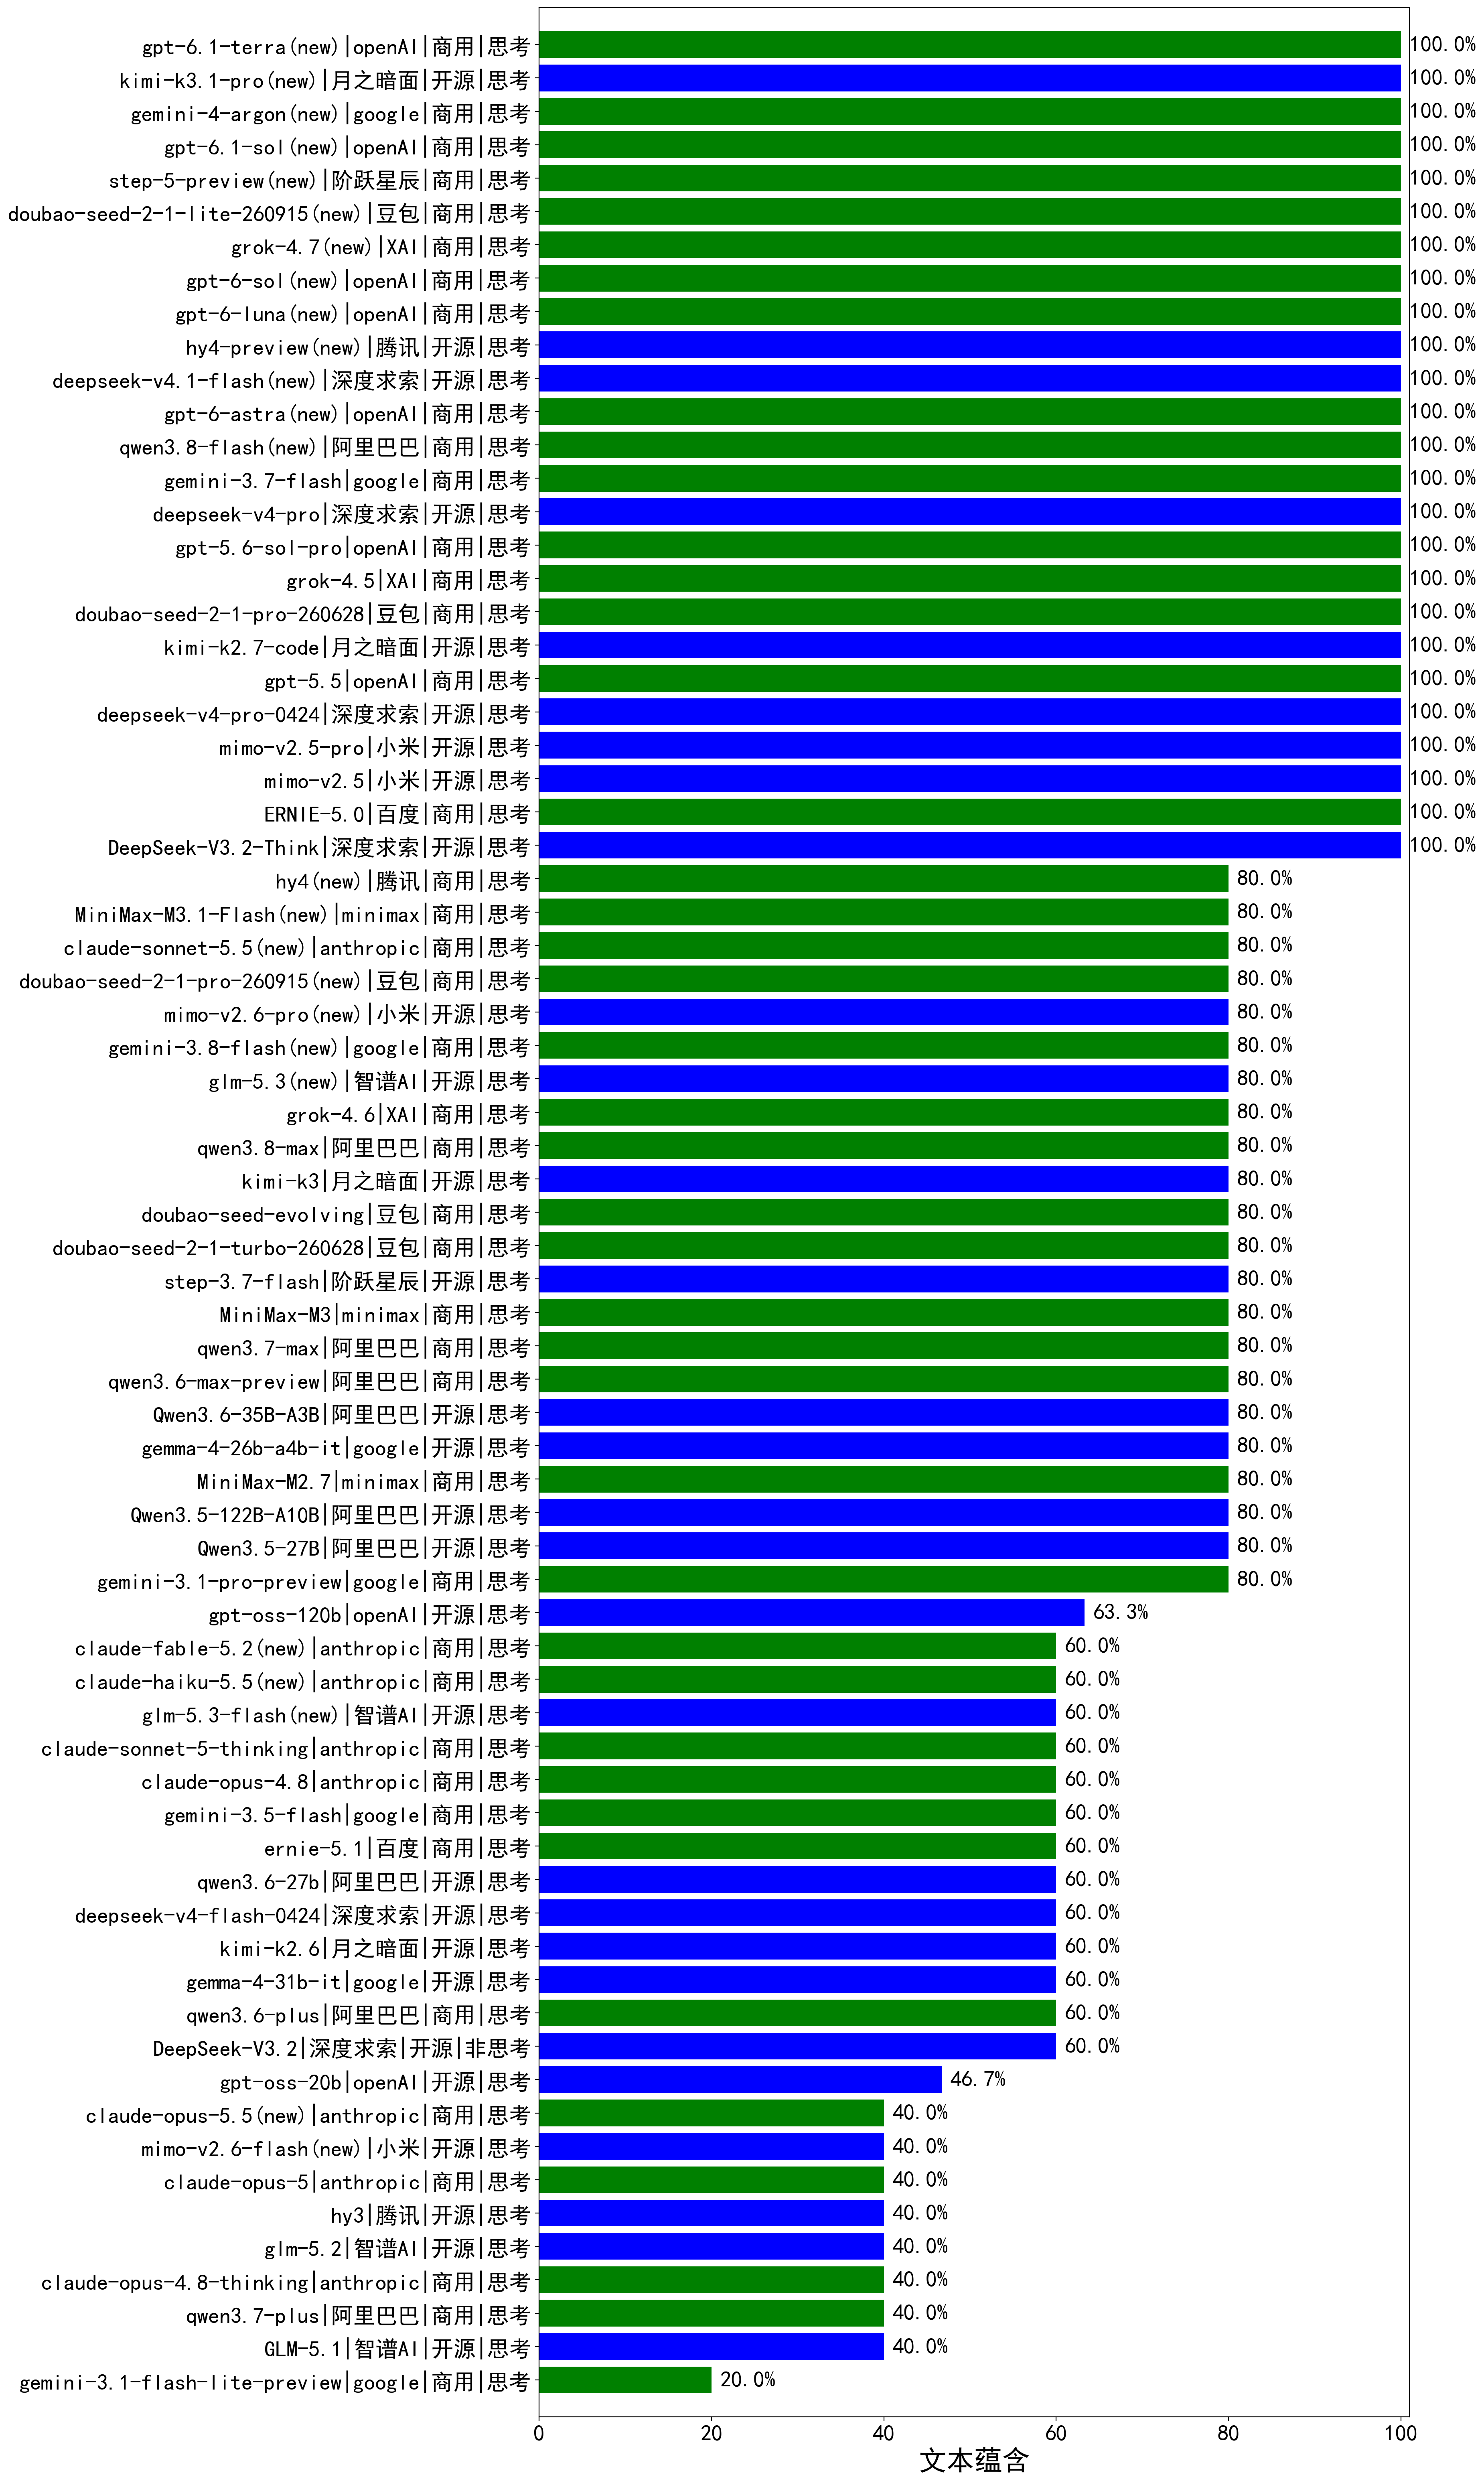 gpt-6.1-terra(new)|openAI|商用|思考 100.0%
kimi-k3.1-pro(new)|月之暗面|开源|思考 100.0%
gemini-4-argon(new)|google|商用|思考 100.0%
gpt-6.1-sol(new)|openAI|商用|思考 100.0%
step-5-preview(new)|阶跃星辰|商用|思考 100.0%
doubao-seed-2-1-lite-260915(new)|豆包|商用|思考 100.0%
grok-4.7(new)|XAI|商用|思考 100.0%
gpt-6-sol(new)|openAI|商用|思考 100.0%
gpt-6-luna(new)|openAI|商用|思考 100.0%
hy4-preview(new)|腾讯|开源|思考 100.0%
deepseek-v4.1-flash(new)|深度求索|开源|思考 100.0%
gpt-6-astra(new)|openAI|商用|思考 100.0%
qwen3.8-flash(new)|阿里巴巴|商用|思考 100.0%
gemini-3.7-flash|google|商用|思考 100.0%
deepseek-v4-pro|深度求索|开源|思考 100.0%
gpt-5.6-sol-pro|openAI|商用|思考 100.0%
grok-4.5|XAI|商用|思考 100.0%
doubao-seed-2-1-pro-260628|豆包|商用|思考 100.0%
kimi-k2.7-code|月之暗面|开源|思考 100.0%
gpt-5.5|openAI|商用|思考 100.0%
deepseek-v4-pro-0424|深度求索|开源|思考 100.0%
mimo-v2.5-pro|小米|开源|思考 100.0%
mimo-v2.5|小米|开源|思考 100.0%
ERNIE-5.0|百度|商用|思考 100.0%
DeepSeek-V3.2-Think|深度求索|开源|思考 100.0%
hy4(new)|腾讯|商用|思考 80.0%
MiniMax-M3.1-Flash(new)|minimax|商用|思考 80.0%
claude-sonnet-5.5(new)|anthropic|商用|思考 80.0%
doubao-seed-2-1-pro-260915(new)|豆包|商用|思考 80.0%
mimo-v2.6-pro(new)|小米|开源|思考 80.0%
gemini-3.8-flash(new)|google|商用|思考 80.0%
glm-5.3(new)|智谱AI|开源|思考 80.0%
grok-4.6|XAI|商用|思考 80.0%
qwen3.8-max|阿里巴巴|商用|思考 80.0%
kimi-k3|月之暗面|开源|思考 80.0%
doubao-seed-evolving|豆包|商用|思考 80.0%
doubao-seed-2-1-turbo-260628|豆包|商用|思考 80.0%
step-3.7-flash|阶跃星辰|开源|思考 80.0%
MiniMax-M3|minimax|商用|思考 80.0%
qwen3.7-max|阿里巴巴|商用|思考 80.0%
qwen3.6-max-preview|阿里巴巴|商用|思考 80.0%
Qwen3.6-35B-A3B|阿里巴巴|开源|思考 80.0%
gemma-4-26b-a4b-it|google|开源|思考 80.0%
MiniMax-M2.7|minimax|商用|思考 80.0%
Qwen3.5-122B-A10B|阿里巴巴|开源|思考 80.0%
Qwen3.5-27B|阿里巴巴|开源|思考 80.0%
gemini-3.1-pro-preview|google|商用|思考 80.0%
gpt-oss-120b|openAI|开源|思考 63.3%
claude-fable-5.2(new)|anthropic|商用|思考 60.0%
claude-haiku-5.5(new)|anthropic|商用|思考 60.0%
glm-5.3-flash(new)|智谱AI|开源|思考 60.0%
claude-sonnet-5-thinking|anthropic|商用|思考 60.0%
claude-opus-4.8|anthropic|商用|思考 60.0%
gemini-3.5-flash|google|商用|思考 60.0%
ernie-5.1|百度|商用|思考 60.0%
qwen3.6-27b|阿里巴巴|开源|思考 60.0%
deepseek-v4-flash-0424|深度求索|开源|思考 60.0%
kimi-k2.6|月之暗面|开源|思考 60.0%
gemma-4-31b-it|google|开源|思考 60.0%
qwen3.6-plus|阿里巴巴|商用|思考 60.0%
DeepSeek-V3.2|深度求索|开源|非思考 60.0%
gpt-oss-20b|openAI|开源|思考 46.7%
claude-opus-5.5(new)|anthropic|商用|思考 40.0%
mimo-v2.6-flash(new)|小米|开源|思考 40.0%
claude-opus-5|anthropic|商用|思考 40.0%
hy3|腾讯|开源|思考 40.0%
glm-5.2|智谱AI|开源|思考 40.0%
claude-opus-4.8-thinking|anthropic|商用|思考 40.0%
qwen3.7-plus|阿里巴巴|商用|思考 40.0%
GLM-5.1|智谱AI|开源|思考 40.0%
gemini-3.1-flash-lite-preview|google|商用|思考 20.0%
0 20 40 60 80 100
文本蕴含